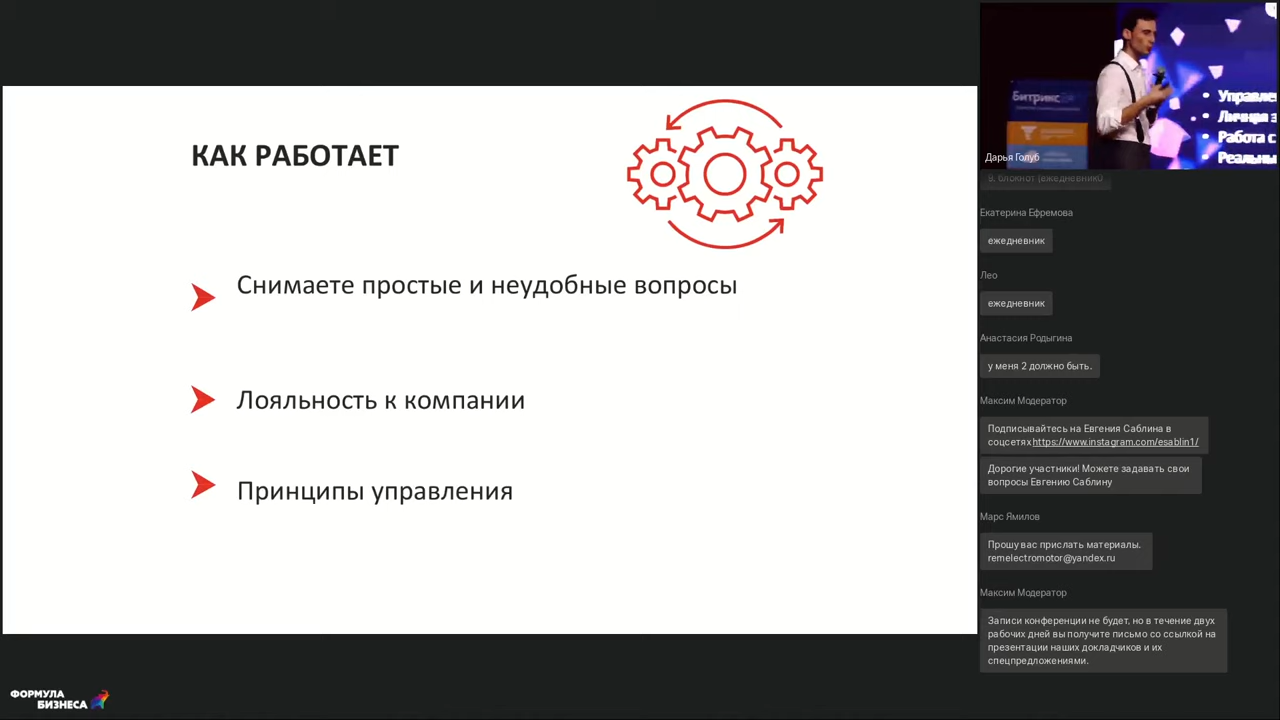 КАК РАБОТАЕТ
Снимаете простые и неудобные вопросы
Лояльность к компании
Принципы управления
ФОРМУЛА
БИЗНЕСА
Битрикс24
• Управле
• Личная э
• Работа с
• Реальны
Дарья Голуб
9. блокнот (ежедневник0
Екатерина Ефремова
ежедневник
Лео
ежедневник
Анастасия Родыгина
у меня 2 должно быть.
Максим Модератор
Подписывайтесь на Евгения Саблина в
соцсетях https://www.instagram.com/esablin1/
Дорогие участники! Можете задавать свои
вопросы Евгению Саблину
Марс Ямилов
Прошу вас прислать материалы.
remelectromotor@yandex.ru
Максим Модератор
Записи конференции не будет, но в течение двух
рабочих дней вы получите письмо со ссылкой на
презентации наших докладчиков и их
спецпредложениями.